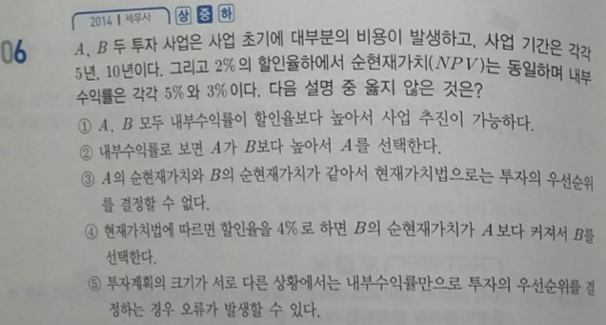 2014 | 세무사 상 중 하
06
A, B 두 투자 사업은 사업 초기에 대부분의 비용이 발생하고, 사업 기간은 각각
5년, 10년이다. 그리고 2%의 할인율하에서 순현재가치(NPV)는 동일하며 내부
수익률은 각각 5%와 3%이다. 다음 설명 중 옳지 않은 것은?
① A, B 모두 내부수익률이 할인율보다 높아서 사업 추진이 가능하다.
② 내부수익률로 보면 A가 B보다 높아서 A를 선택한다.
③ A의 순현재가치와 B의 순현재가치가 같아서 현재가치법으로는 투자의 우선순위
를 결정할 수 없다.
④ 현재가치법에 따르면 할인율을 4%로 하면 B의 순현재가치가 A보다 커져서 B를
선택한다.
⑤ 투자계획의 크기가 서로 다른 상황에서는 내부수익률만으로 투자의 우선순위를 결
정하는 경우 오류가 발생할 수 있다.